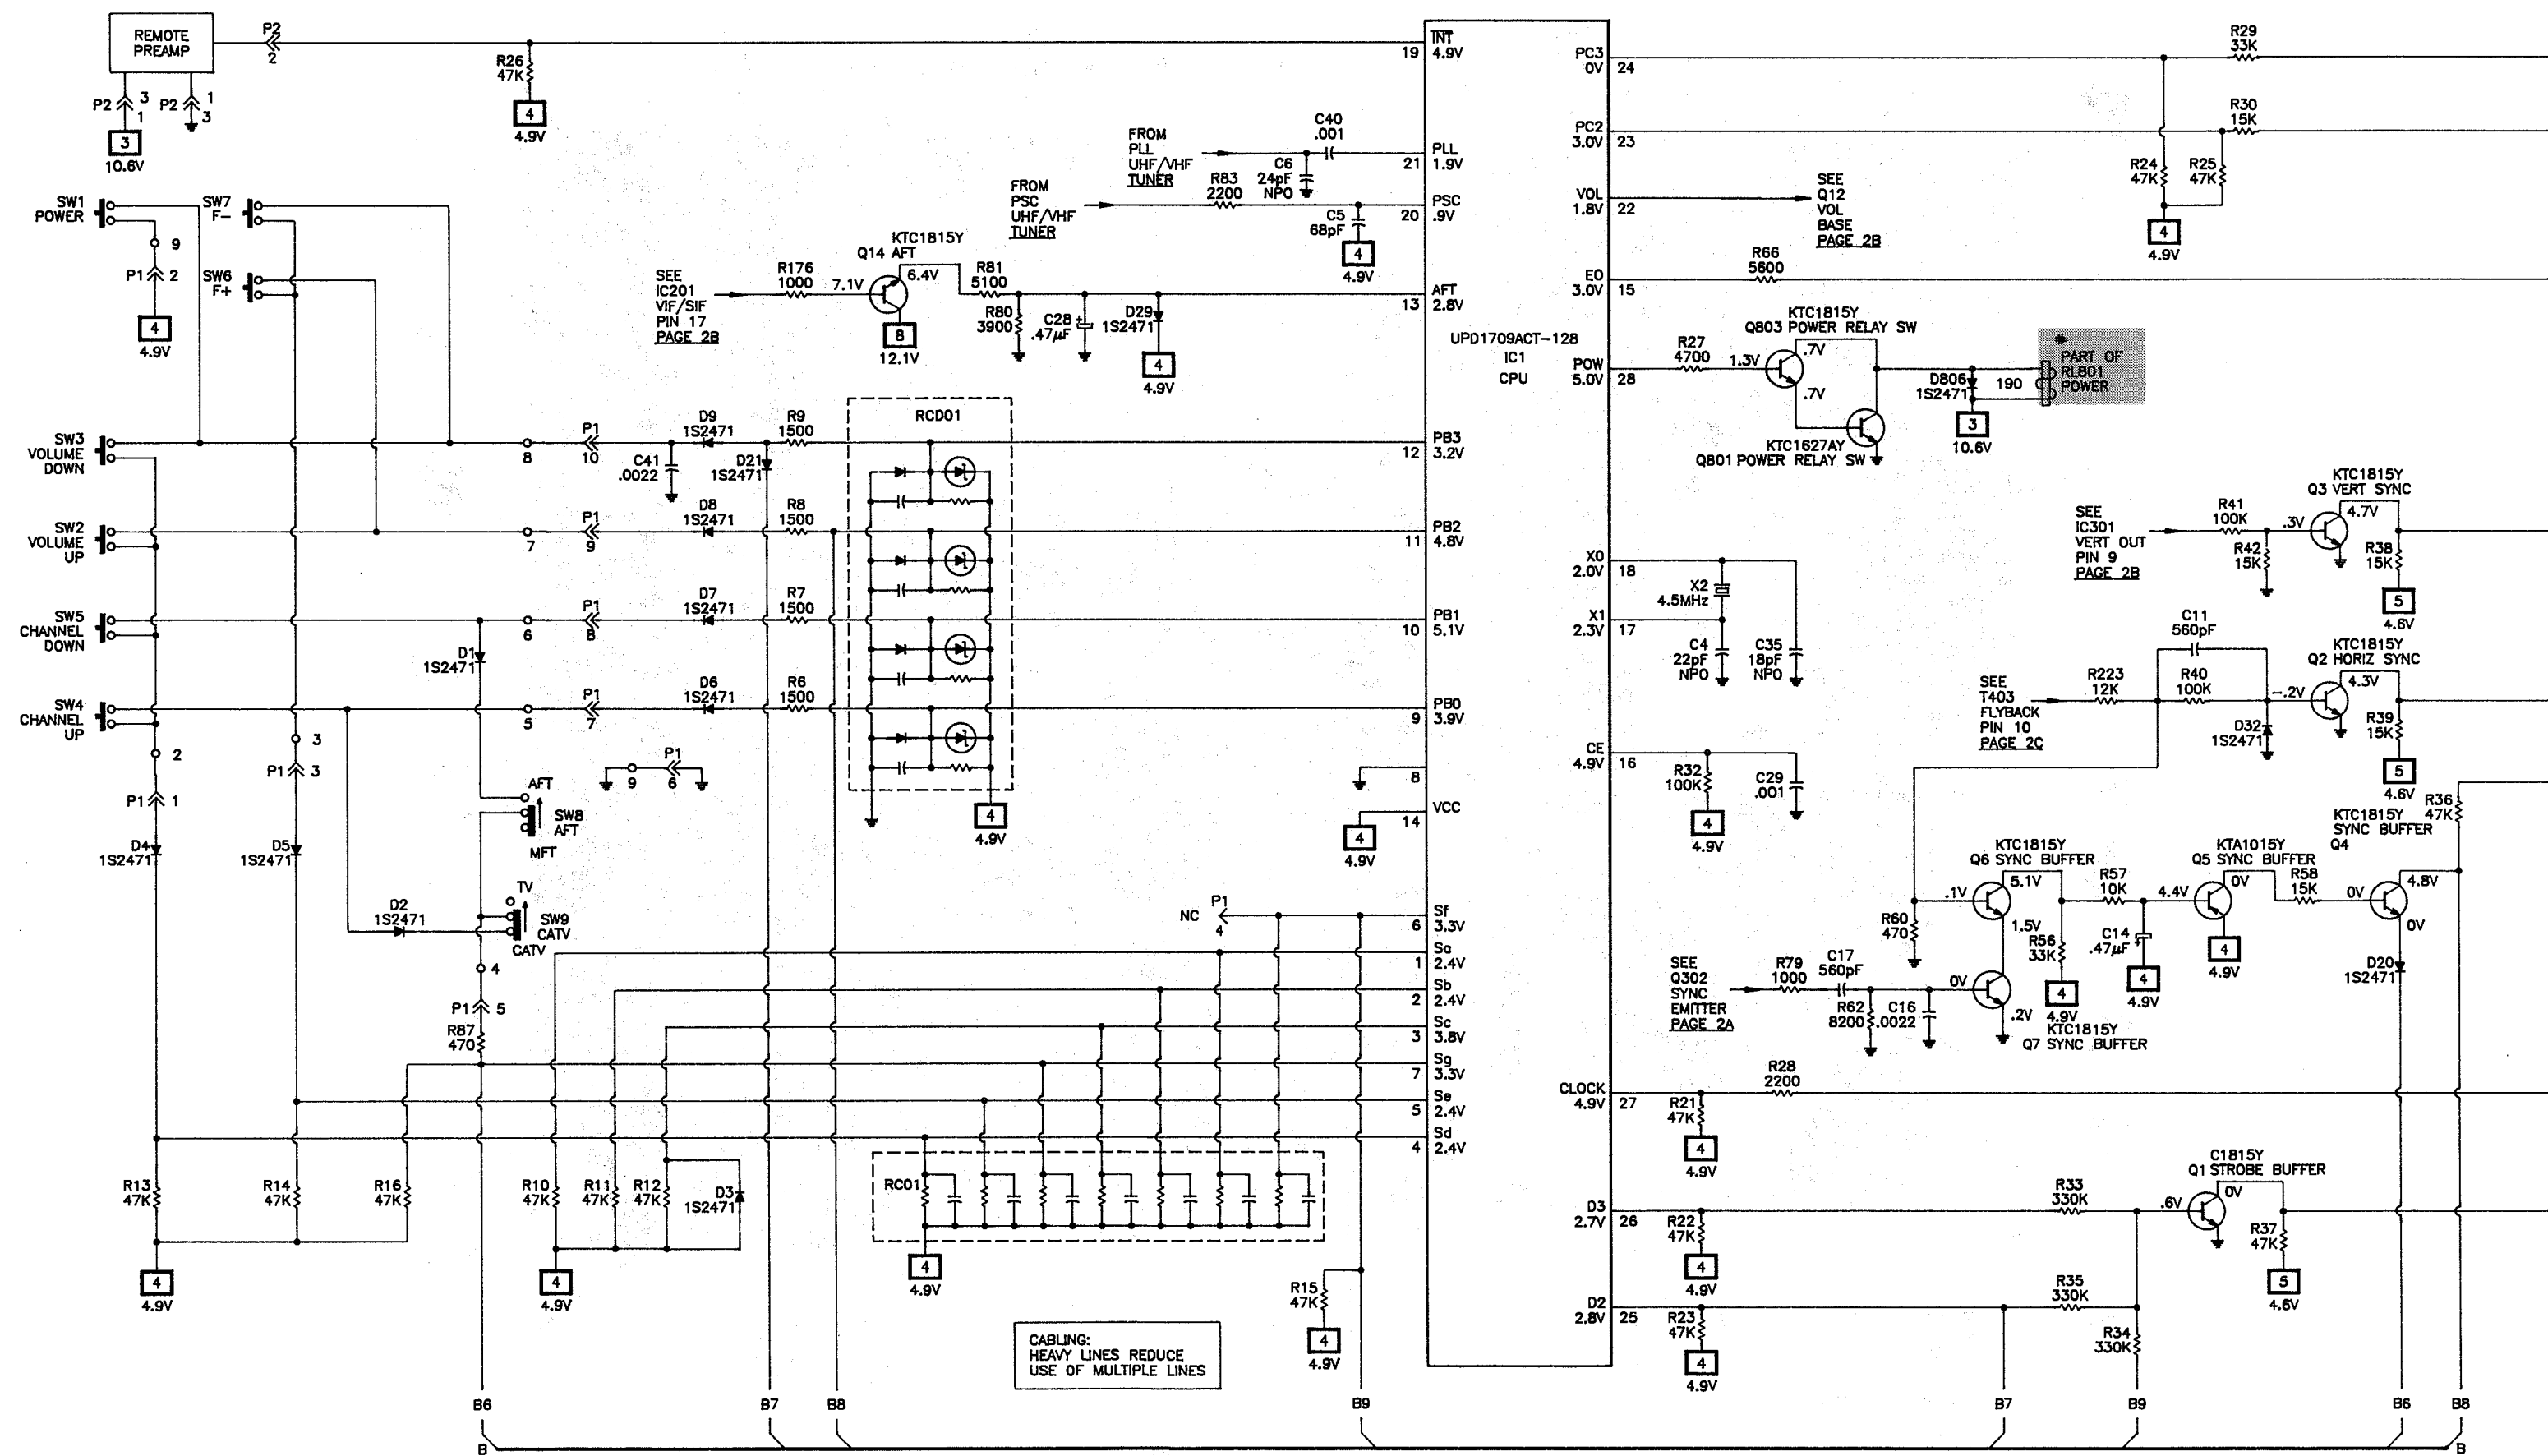 REMOTE
PREAMP
P2
2
P2 3
1
P2 1
3
3
10.6V
R26
47K
4
4.9V
SW1
POWER
SW7
F-
9
P1 2
4
4.9V
SW6
F+
FROM
PLL
UHF/VHF
TUNER
C40
.001
C6
24pF
NPO
FROM
PSC
UHF/VHF
TUNER
R83
2200
C5
68pF
4
4.9V
SEE
IC201
VIF/SIF
PIN 17
PAGE 2B
R176
1000
7.1V
KTC1815Y
Q14 AFT
6.4V
8
12.1V
R81
5100
R80
3900
C28 +
.47µF
D29
1S2471
4
4.9V
SW3
VOLUME
DOWN
8
P1
10
C41
.0022
D9
1S2471
D21
1S2471
R9
1500
RCD01
SW2
VOLUME
UP
7
P1
9
D8
1S2471
R8
1500
SW5
CHANNEL
DOWN
D1
1S2471
6
P1
8
D7
1S2471
R7
1500
SW4
CHANNEL
UP
5
P1
7
D6
1S2471
R6
1500
2
3
P1 1
P1 3
9
P1
6
4
4.9V
D4
1S2471
D5
1S2471
AFT
SW8
AFT
MFT
TV
SW9
CATV
CATV
D2
1S2471
4
P1 5
R87
470
NC
P1
4
R13
47K
R14
47K
R16
47K
R10
47K
R11
47K
R12
47K
D3
1S2471
RC01
4
4.9V
4
4.9V
4
4.9V
R15
47K
4
4.9V
CABLING:
HEAVY LINES REDUCE
USE OF MULTIPLE LINES
B6
B7
B8
B9
B
UPD1709ACT-128
IC1
CPU
INT
19 4.9V
PLL
21 1.9V
PSC
20 .9V
AFT
13 2.8V
PB3
12 3.2V
PB2
11 4.8V
PB1
10 5.1V
PB0
9 3.9V
8
VCC
14
4
4.9V
Sf
6 3.3V
Sa
1 2.4V
Sb
2 2.4V
Sc
3 3.8V
Sg
7 3.3V
Se
5 2.4V
Sd
4 2.4V
PC3
0V 24
PC2
3.0V 23
VOL
1.8V 22
EO
3.0V 15
POW
5.0V 28
XO
2.0V 18
X1
2.3V 17
CE
4.9V 16
CLOCK
4.9V 27
D3
2.7V 26
D2
2.8V 25
R29
33K
R30
15K
R24
47K
R25
47K
4
4.9V
SEE
Q12
VOL
BASE
PAGE 2B
R66
5600
R27
4700
1.3V
KTC1815Y
Q803 POWER RELAY SW
.7V
.7V
KTC1627AY
Q801 POWER RELAY SW
D806
1S2471
190
3
10.6V
*
PART OF
RL801
POWER
X2
4.5MHz
C4
22pF
NPO
C35
18pF
NPO
R32
100K
4
4.9V
C29
.001
SEE
IC301
VERT OUT
PIN 9
PAGE 2B
R41
100K
R42
15K
.3V
KTC1815Y
Q3 VERT SYNC
4.7V
R38
15K
5
4.6V
SEE
T403
FLYBACK
PIN 10
PAGE 2C
R223
12K
C11
560pF
R40
100K
D32
1S2471
-.2V
KTC1815Y
Q2 HORIZ SYNC
4.3V
R39
15K
5
4.6V
R36
47K
KTC1815Y
SYNC BUFFER
Q4
KTC1815Y
Q6 SYNC BUFFER
.1V
5.1V
1.5V
R60
470
R57
10K
R56
33K
4
4.9V
C14
.47µF +
4
4.9V
4.4V
KTA1015Y
Q5 SYNC BUFFER
0V
4
4.9V
R58
15K
0V
4.8V
0V
D20
1S2471
SEE
Q302
SYNC
EMITTER
PAGE 2A
R79
1000
C17
560pF
R62
8200
C16
.0022
0V
.2V
KTC1815Y
Q7 SYNC BUFFER
R28
2200
R21
47K
4
4.9V
R22
47K
4
4.9V
R23
47K
4
4.9V
R33
330K
R35
330K
R34
330K
.6V
C1815Y
Q1 STROBE BUFFER
0V
R37
47K
5
4.6V
B7
B9
B6
B8
B